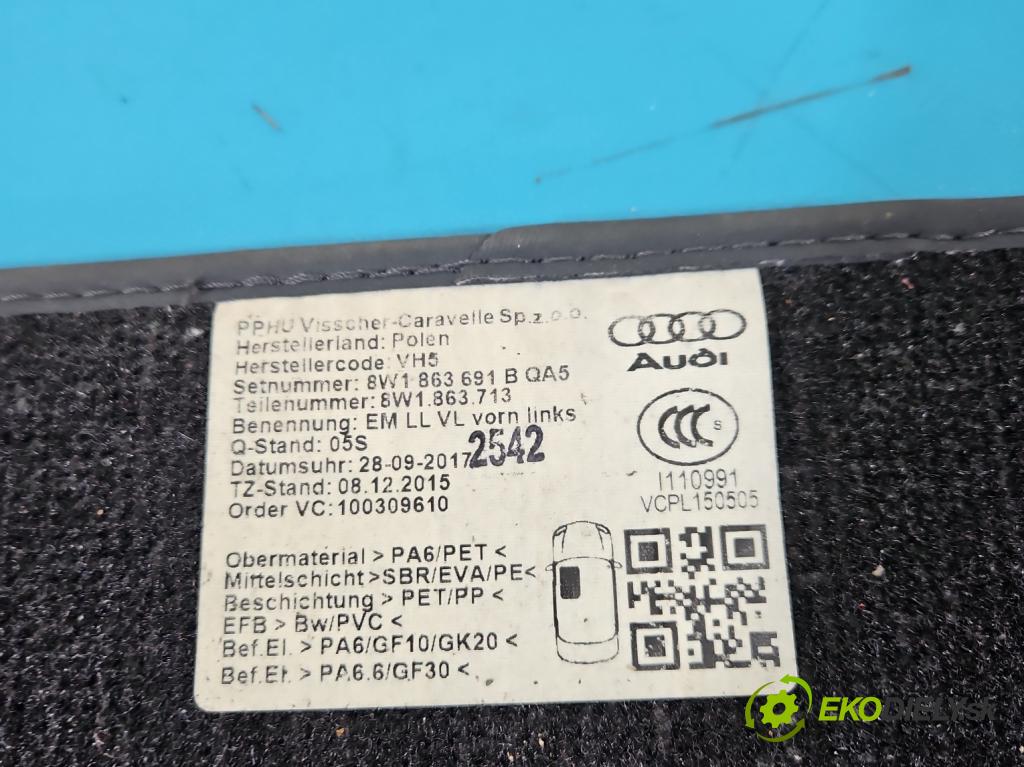 PPHU Visscher-Caravelle Sp.z.o.o.
Herstellerland: Polen
Herstellercode: VH5
Setnummer: 8W1 863 691 B QA5
Teilenummer: 8W1.863.713
Benennung: EM LL VL vorn links
Q-Stand: 05S
Datumsuhr: 28-09-2017 2542
TZ-Stand: 08.12.2015
Order VC: 100309610
Audi
CCC S
I110991
VCPL150505
Obermaterial > PA6/PET <
Mittelschicht >SBR/EVA/PE<
Beschichtung > PET/PP <
EFB > Bw/PVC <
Bef.El. > PA6/GF10/GK20 <
Bef.El. > PA6.6/GF30 <
EKODIELY.SK